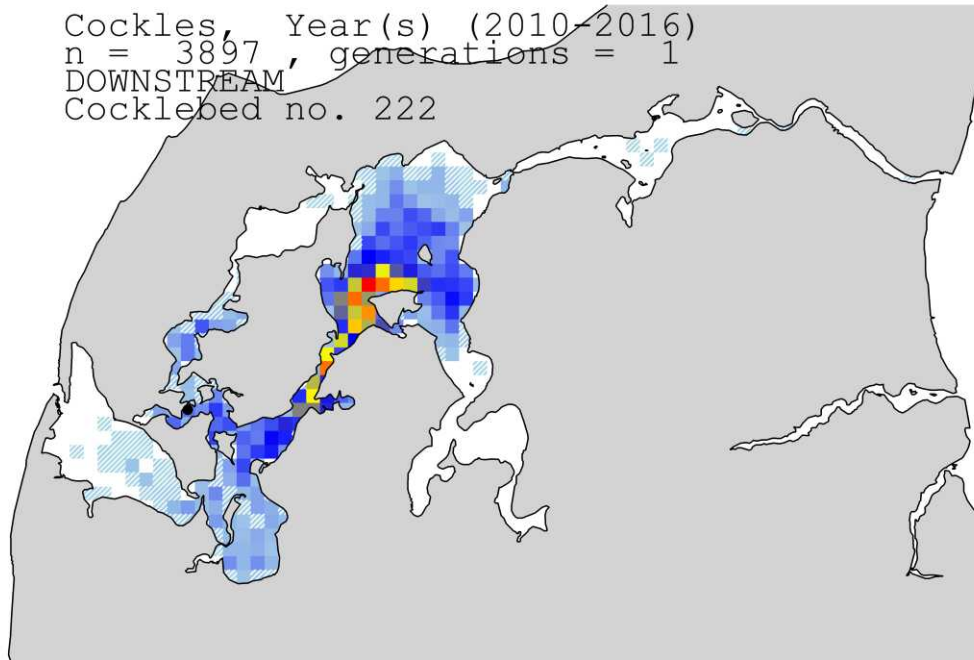 Cockles, Year(s) (2010-2016)
n = 3897 , generations = 1
DOWNSTREAM
Cocklebed no. 222